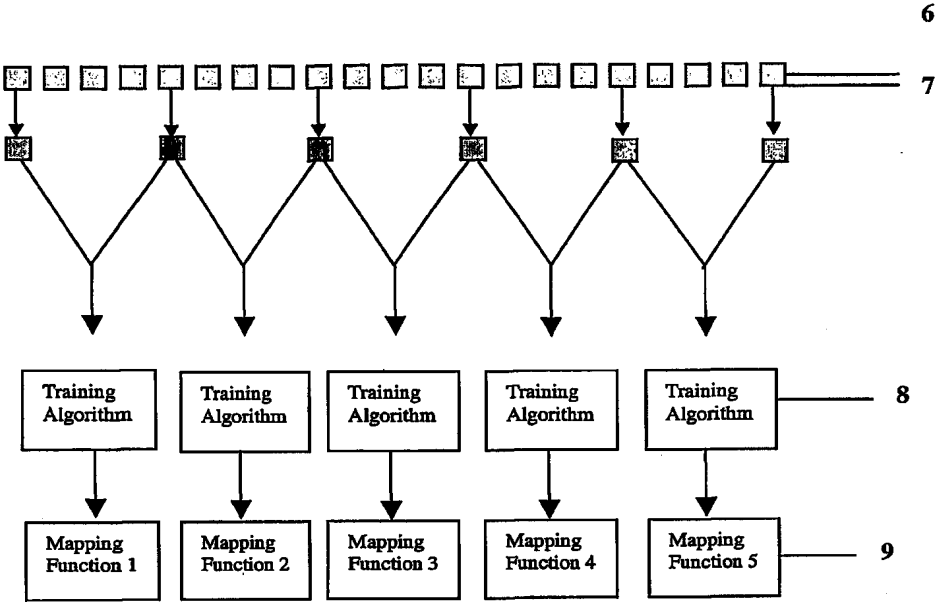 6
7
Training
Algorithm
Training
Algorithm
Training
Algorithm
Training
Algorithm
Training
Algorithm
8
Mapping
Function 1
Mapping
Function 2
Mapping
Function 3
Mapping
Function 4
Mapping
Function 5
9